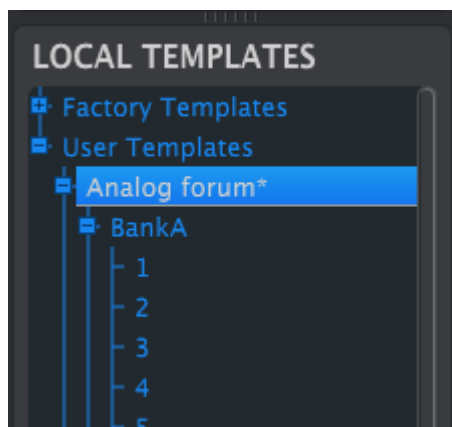 LOCAL TEMPLATES
Factory Templates
User Templates
Analog forum*
BankA
1
2
3
4